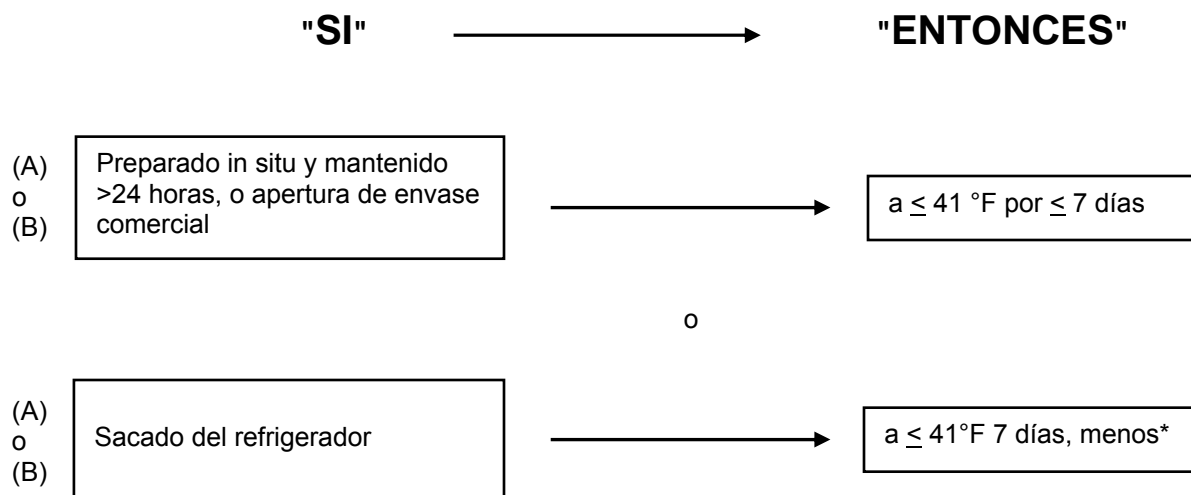 "SI" "ENTONCES"
(A)
o
(B)
Preparado in situ y mantenido
>24 horas, o apertura de envase
comercial
a ≤ 41 °F por ≤ 7 días
o
(A)
o
(B)
Sacado del refrigerador
a ≤ 41°F 7 días, menos*